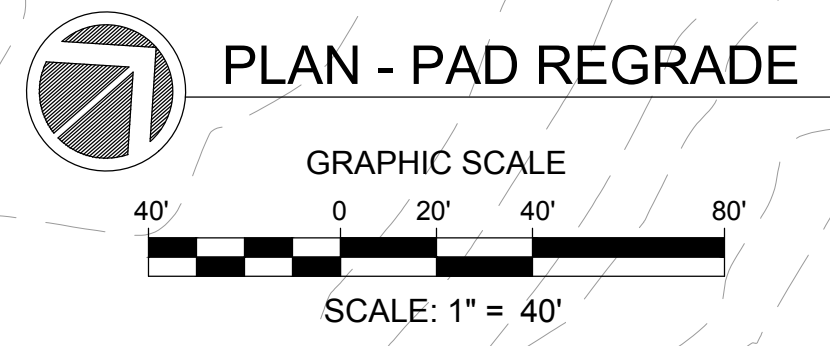 PLAN - PAD REGRADE
GRAPHIC SCALE
40' 0 20' 40' 80'
SCALE: 1" = 40'